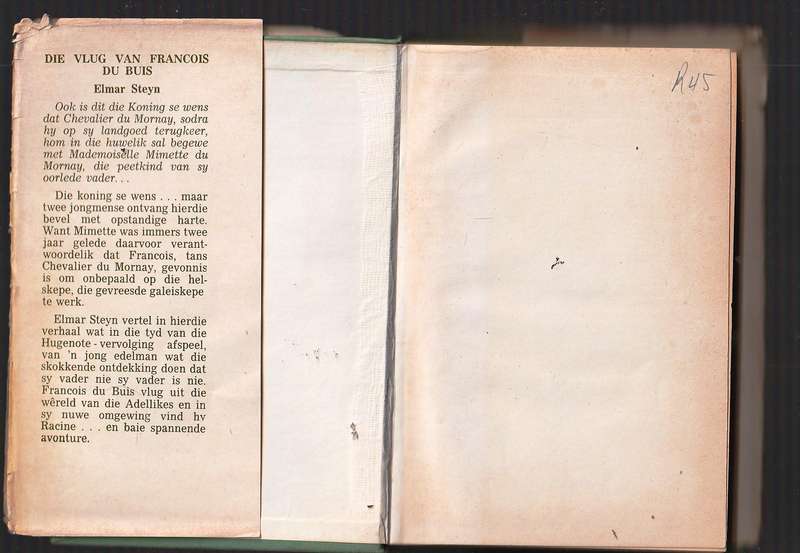 DIE VLUG VAN FRANCOIS
DU BUIS
Elmar Steyn
Ook is dit die Koning se wens
dat Chevalier du Mornay, sodra
hy op sy landgoed terugkeer,
hom in die huwelik sal begewe
met Mademoiselle Mimette du
Mornay, die peetkind van sy
oorlede vader. . .
Die koning se wens . . . maar
twee jongmense ontvang hierdie
bevel met opstandige harte.
Want Mimette was immers twee
jaar gelede daarvoor verant-
woordelik dat Francois, tans
Chevalier du Mornay, gevonnis
is om onbepaald op die hel-
skepe, die gevreesde galeiskepe
te werk.
Elmar Steyn vertel in hierdie
verhaal wat in die tyd van die
Hugenote-vervolging afspeel,
van 'n jong edelman wat die
skokkende ontdekking doen dat
sy vader nie sy vader is nie.
Francois du Buis vlug uit die
wêreld van die Adellikes en in
sy nuwe omgewing vind hy
Racine . . . en baie spannende
avonture.
R45